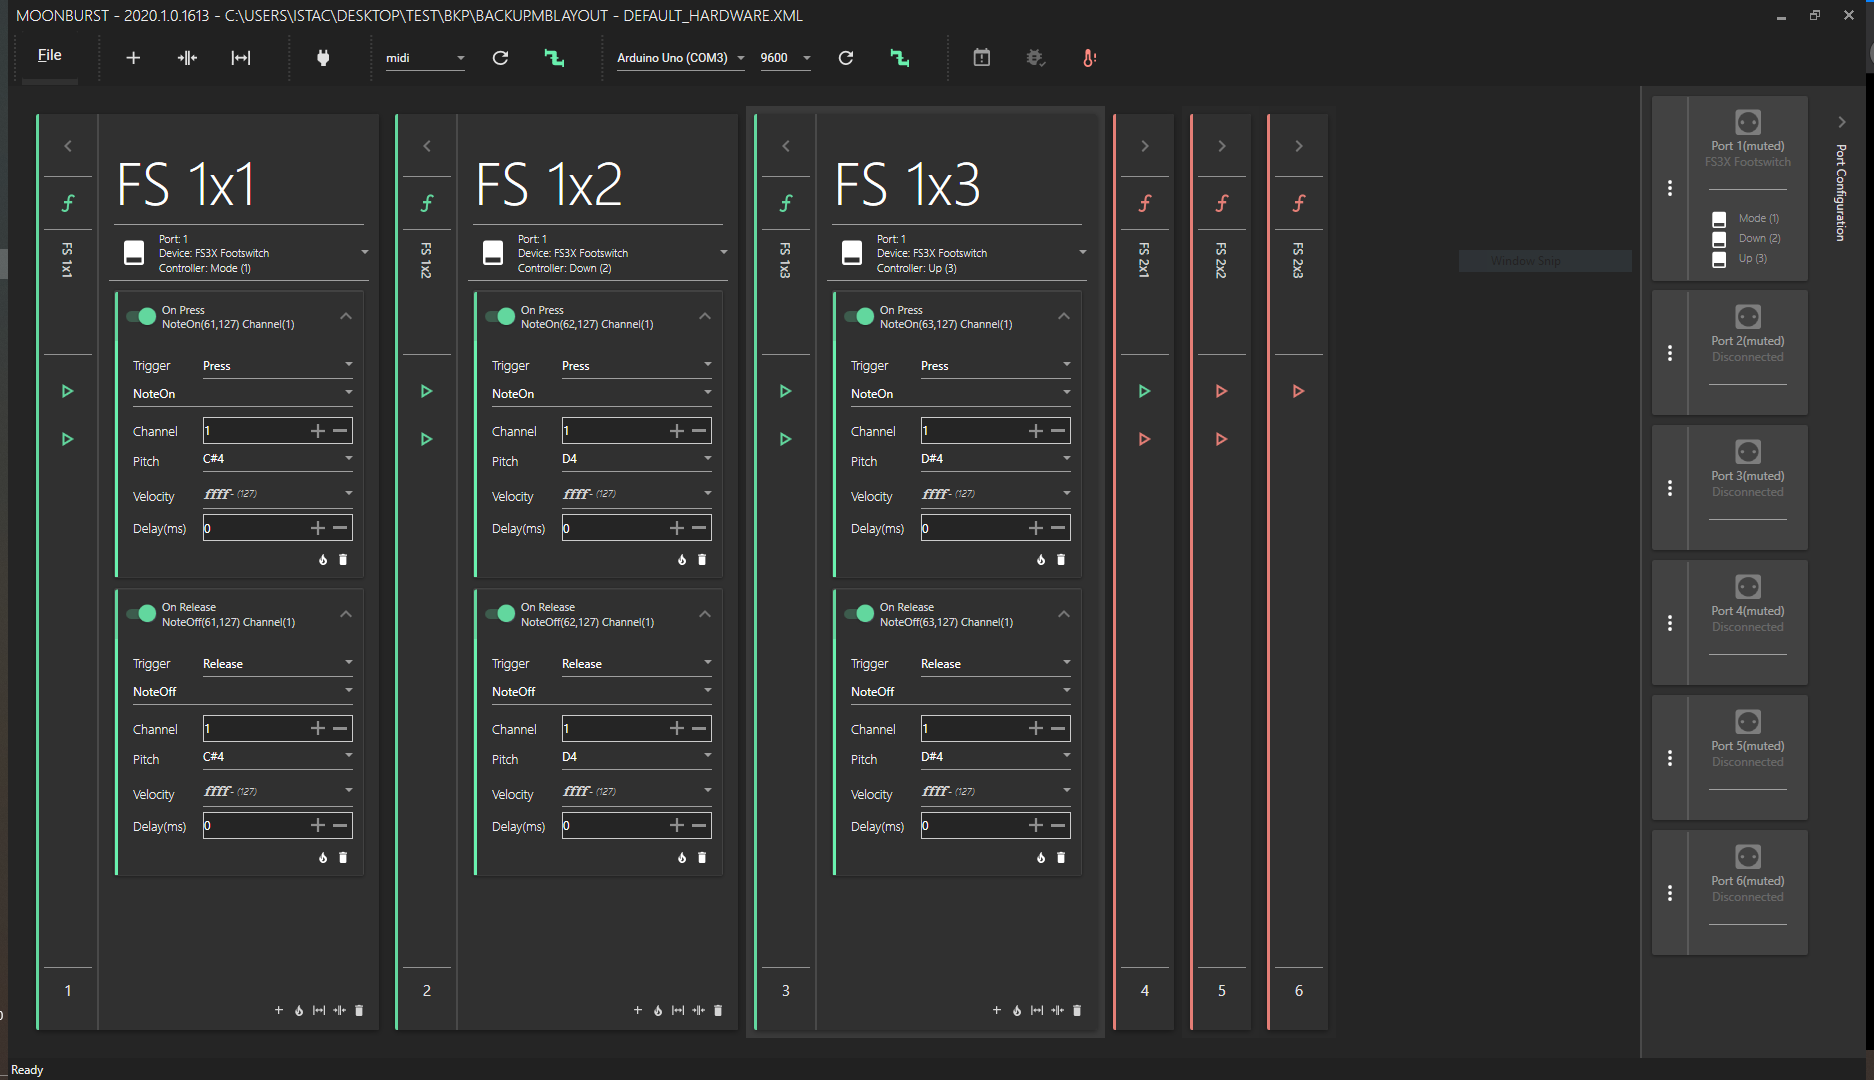 MOONBURST - 2020.1.0.1613 - C:\USERS\ISTAC\DESKTOP\TEST\BKP\BACKUP.MBLAYOUT - DEFAULT_HARDWARE.XML
File
midi
Arduino Uno (COM3)
9600
FS 1x1
FS 1x1
Port: 1
Device: FS3X Footswitch
Controller: Mode (1)
On Press
NoteOn(61,127) Channel(1)
Trigger Press
NoteOn
Channel 1
Pitch C#4
Velocity ffff- (127)
Delay(ms) 0
On Release
NoteOff(61,127) Channel(1)
Trigger Release
NoteOff
Channel 1
Pitch C#4
Velocity ffff- (127)
Delay(ms) 0
1
FS 1x2
FS 1x2
Port: 1
Device: FS3X Footswitch
Controller: Down (2)
On Press
NoteOn(62,127) Channel(1)
Trigger Press
NoteOn
Channel 1
Pitch D4
Velocity ffff- (127)
Delay(ms) 0
On Release
NoteOff(62,127) Channel(1)
Trigger Release
NoteOff
Channel 1
Pitch D4
Velocity ffff- (127)
Delay(ms) 0
2
FS 1x3
FS 1x3
Port: 1
Device: FS3X Footswitch
Controller: Up (3)
On Press
NoteOn(63,127) Channel(1)
Trigger Press
NoteOn
Channel 1
Pitch D#4
Velocity ffff- (127)
Delay(ms) 0
On Release
NoteOff(63,127) Channel(1)
Trigger Release
NoteOff
Channel 1
Pitch D#4
Velocity ffff- (127)
Delay(ms) 0
3
FS 2x1
4
FS 2x2
5
FS 2x3
6
Window Snip
Port 1(muted)
FS3X Footswitch
Mode (1)
Down (2)
Up (3)
Port 2(muted)
Disconnected
Port 3(muted)
Disconnected
Port 4(muted)
Disconnected
Port 5(muted)
Disconnected
Port 6(muted)
Disconnected
Port Configuration
Ready